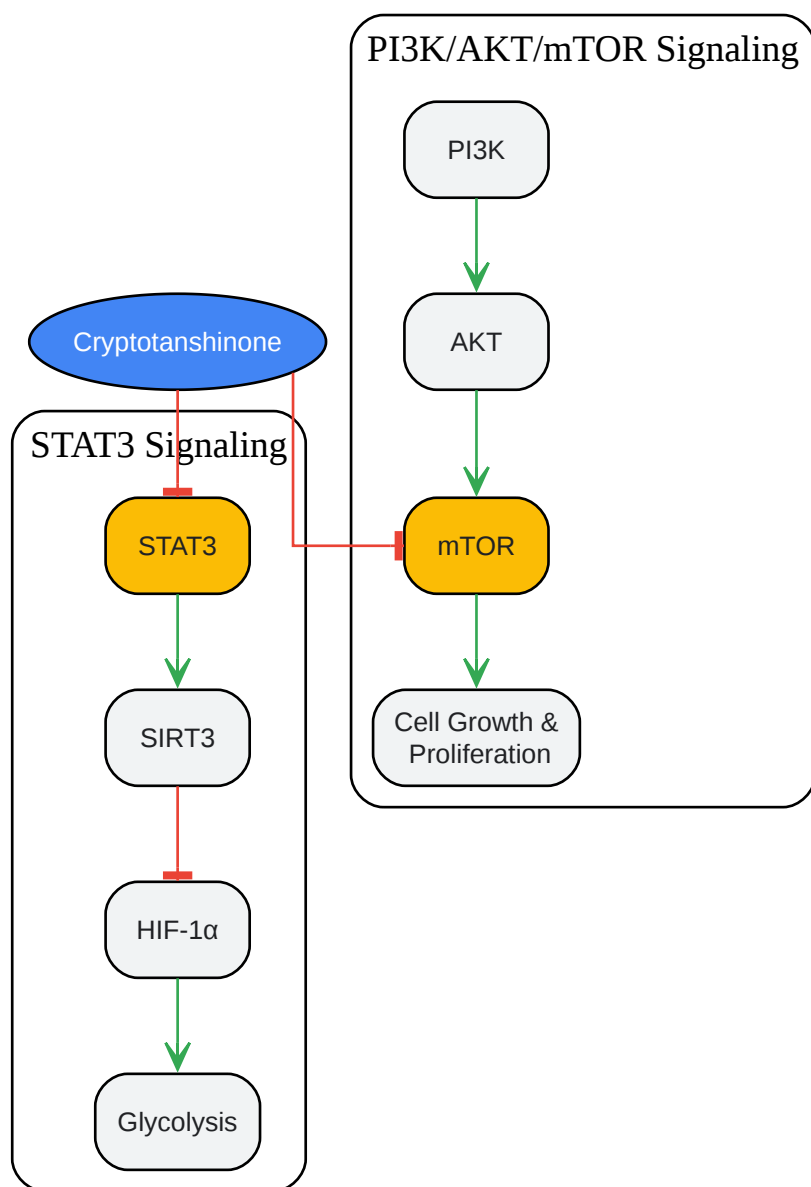 PI3K/AKT/mTOR Signaling
PI3K
AKT
Cryptotanshinone
STAT3 Signaling
STAT3
mTOR
SIRT3
Cell Growth &
Proliferation
HIF-1α
Glycolysis